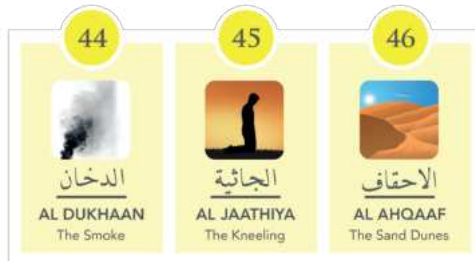 44
الدخان
AL DUKHAAN
The Smoke
45
الجاثية
AL JAATHIYA
The Kneeling
46
الاحقاف
AL AHQAAF
The Sand Dunes